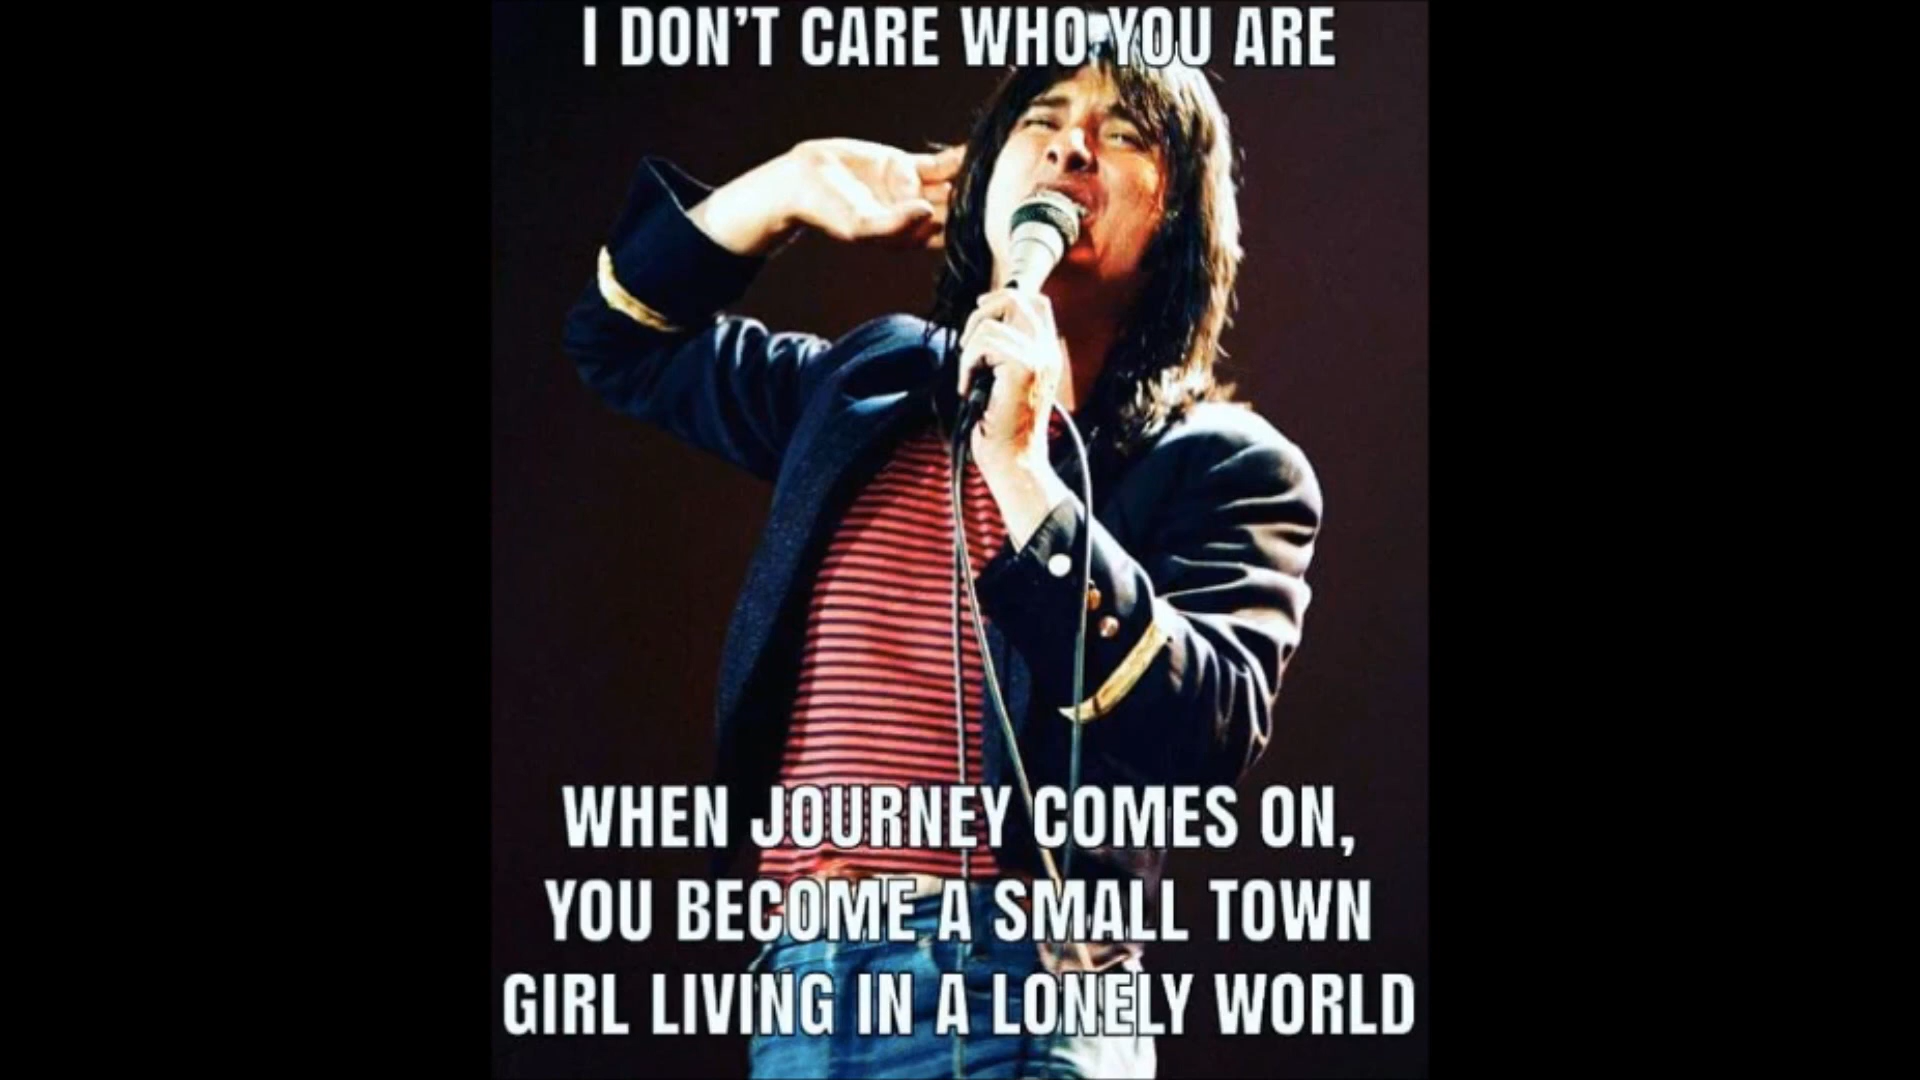 I DON'T CARE WHO YOU ARE
WHEN JOURNEY COMES ON,
YOU BECOME A SMALL TOWN
GIRL LIVING IN A LONELY WORLD